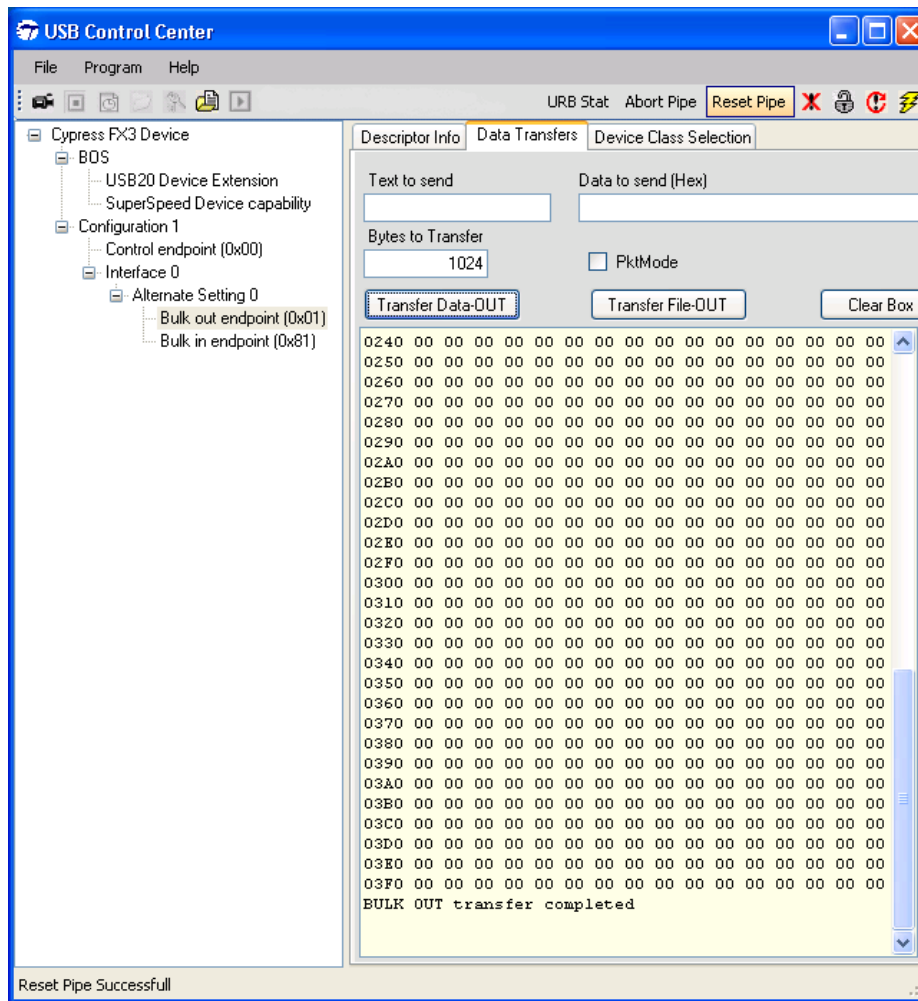 USB Control Center
File Program Help
URB Stat Abort Pipe Reset Pipe
Cypress FX3 Device
BOS
USB20 Device Extension
SuperSpeed Device capability
Configuration 1
Control endpoint (0x00)
Interface 0
Alternate Setting 0
Bulk out endpoint (0x01)
Bulk in endpoint (0x81)
Descriptor Info Data Transfers Device Class Selection
Text to send Data to send (Hex)
Bytes to Transfer
1024 PktMode
Transfer Data-OUT Transfer File-OUT Clear Box
0240 00 00 00 00 00 00 00 00 00 00 00 00 00 00 00 00
0250 00 00 00 00 00 00 00 00 00 00 00 00 00 00 00 00
0260 00 00 00 00 00 00 00 00 00 00 00 00 00 00 00 00
0270 00 00 00 00 00 00 00 00 00 00 00 00 00 00 00 00
0280 00 00 00 00 00 00 00 00 00 00 00 00 00 00 00 00
0290 00 00 00 00 00 00 00 00 00 00 00 00 00 00 00 00
02A0 00 00 00 00 00 00 00 00 00 00 00 00 00 00 00 00
02B0 00 00 00 00 00 00 00 00 00 00 00 00 00 00 00 00
02C0 00 00 00 00 00 00 00 00 00 00 00 00 00 00 00 00
02D0 00 00 00 00 00 00 00 00 00 00 00 00 00 00 00 00
02E0 00 00 00 00 00 00 00 00 00 00 00 00 00 00 00 00
02F0 00 00 00 00 00 00 00 00 00 00 00 00 00 00 00 00
0300 00 00 00 00 00 00 00 00 00 00 00 00 00 00 00 00
0310 00 00 00 00 00 00 00 00 00 00 00 00 00 00 00 00
0320 00 00 00 00 00 00 00 00 00 00 00 00 00 00 00 00
0330 00 00 00 00 00 00 00 00 00 00 00 00 00 00 00 00
0340 00 00 00 00 00 00 00 00 00 00 00 00 00 00 00 00
0350 00 00 00 00 00 00 00 00 00 00 00 00 00 00 00 00
0360 00 00 00 00 00 00 00 00 00 00 00 00 00 00 00 00
0370 00 00 00 00 00 00 00 00 00 00 00 00 00 00 00 00
0380 00 00 00 00 00 00 00 00 00 00 00 00 00 00 00 00
0390 00 00 00 00 00 00 00 00 00 00 00 00 00 00 00 00
03A0 00 00 00 00 00 00 00 00 00 00 00 00 00 00 00 00
03B0 00 00 00 00 00 00 00 00 00 00 00 00 00 00 00 00
03C0 00 00 00 00 00 00 00 00 00 00 00 00 00 00 00 00
03D0 00 00 00 00 00 00 00 00 00 00 00 00 00 00 00 00
03E0 00 00 00 00 00 00 00 00 00 00 00 00 00 00 00 00
03F0 00 00 00 00 00 00 00 00 00 00 00 00 00 00 00 00
BULK OUT transfer completed
Reset Pipe Successfull